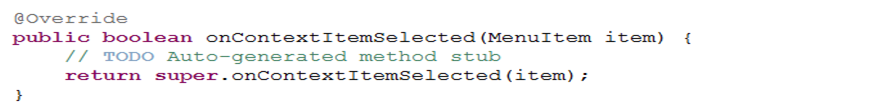 @Override
public boolean onContextItemSelected(MenuItem item) {
    // TODO Auto-generated method stub
    return super.onContextItemSelected(item);
}